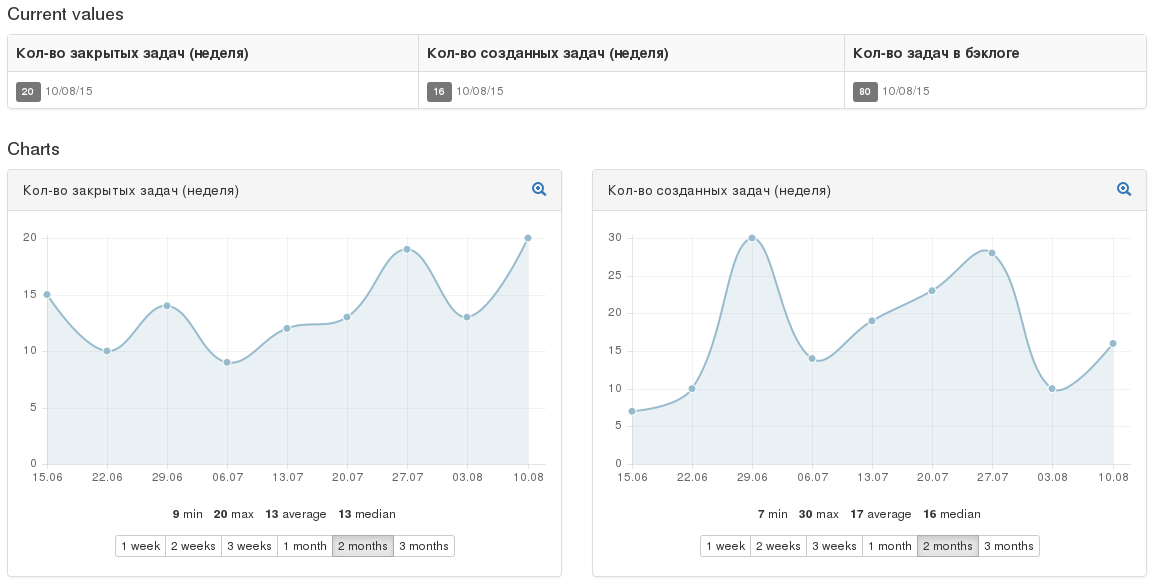 Current values
Кол-во закрытых задач (неделя) Кол-во созданных задач (неделя) Кол-во задач в бэклоге
20 10/08/15 16 10/08/15 80 10/08/15
Charts
Кол-во закрытых задач (неделя)
20
15
10
5
0
15.06 22.06 29.06 06.07 13.07 20.07 27.07 03.08 10.08
9 min 20 max 13 average 13 median
1 week 2 weeks 3 weeks 1 month 2 months 3 months
Кол-во созданных задач (неделя)
30
25
20
15
10
5
0
15.06 22.06 29.06 06.07 13.07 20.07 27.07 03.08 10.08
7 min 30 max 17 average 16 median
1 week 2 weeks 3 weeks 1 month 2 months 3 months